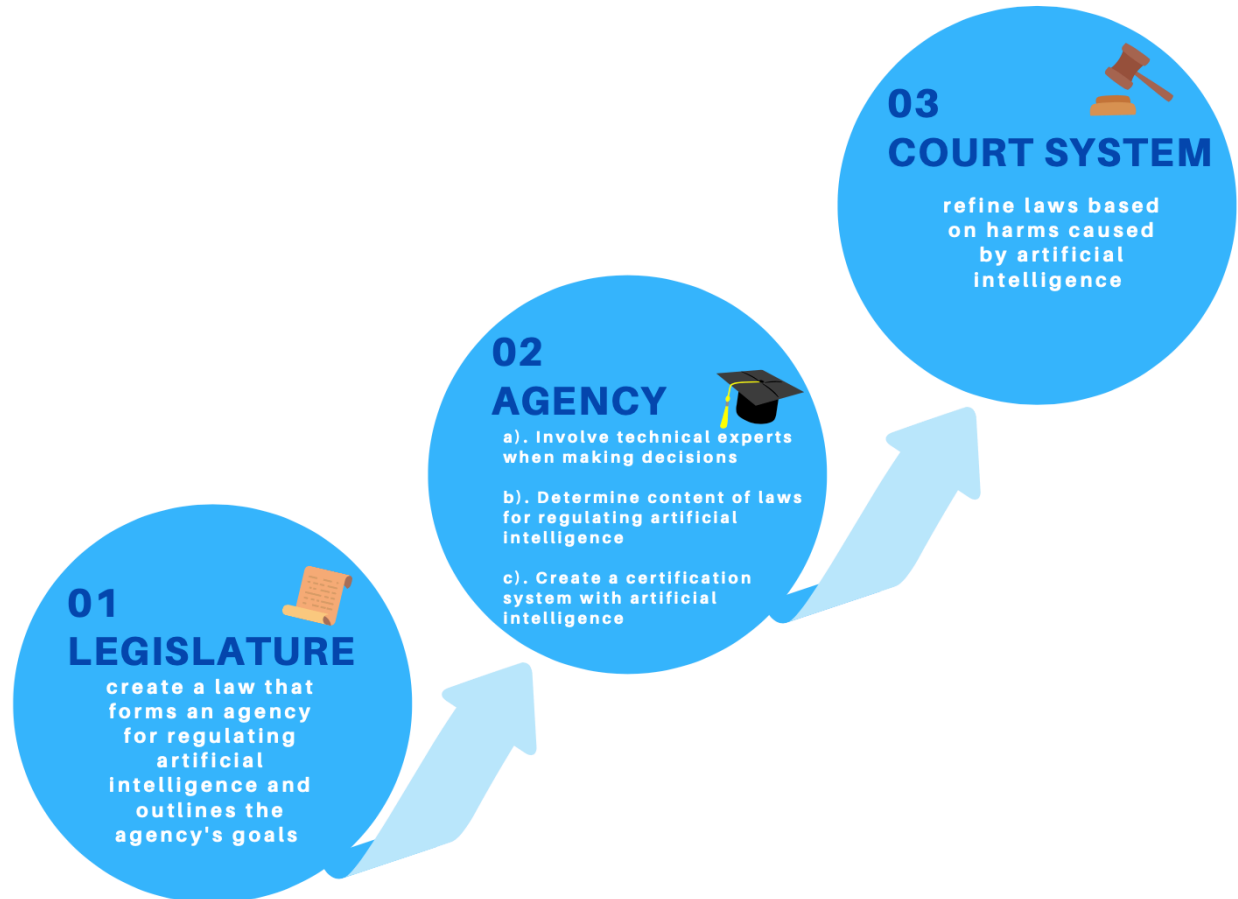 01
LEGISLATURE
create a law that
forms an agency
for regulating
artificial
intelligence and
outlines the
agency's goals
02
AGENCY
a). Involve technical experts
when making decisions
b). Determine content of laws
for regulating artificial
intelligence
c). Create a certification
system with artificial
intelligence
03
COURT SYSTEM
refine laws based
on harms caused
by artificial
intelligence